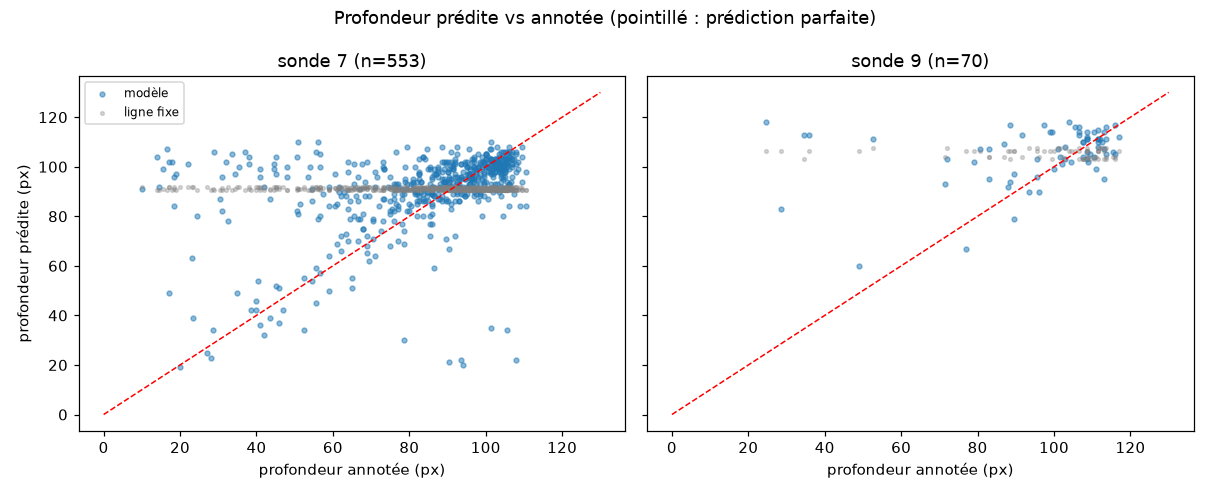 Profondeur prédite vs annotée (pointillé : prédiction parfaite)
sonde 7 (n=553)
sonde 9 (n=70)
modèle
ligne fixe
profondeur prédite (px)
120
100
80
60
40
20
0
0 20 40 60 80 100 120
0 20 40 60 80 100 120
profondeur annotée (px)
profondeur annotée (px)